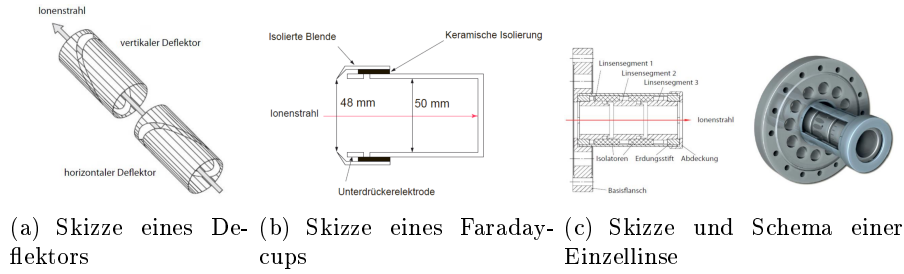 Ionenstrahl
vertikaler Deflektor
horizontaler Deflektor
Isolierte Blende
Keramische Isolierung
Ionenstrahl
48 mm
50 mm
Unterdrückerelektrode
Linsensegment 1
Linsensegment 2
Linsensegment 3
Ionenstrahl
Isolatoren
Erdungsstift
Abdeckung
Basisflansch
(a) Skizze eines De-
flektors
(b) Skizze eines Faraday-
cups
(c) Skizze und Schema einer
Einzellinse